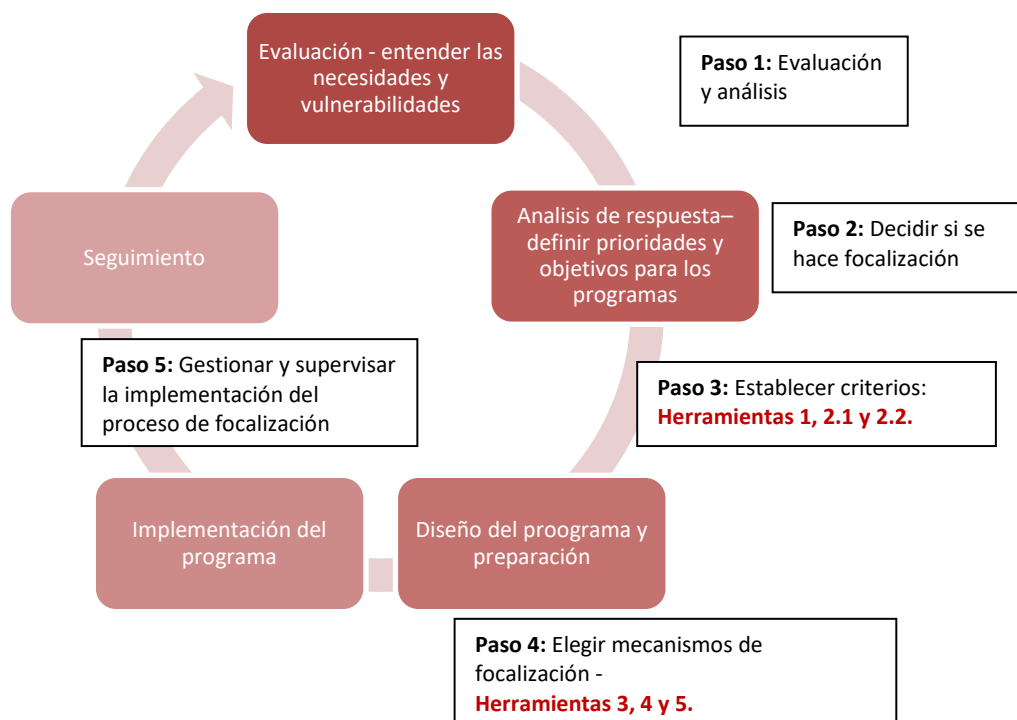 Evaluación - entender las
necesidades y
vulnerabilidades
Paso 1: Evaluación
y análisis
Analisis de respuesta–
definir prioridades y
objetivos para los
programas
Paso 2: Decidir si se
hace focalización
Seguimiento
Paso 5: Gestionar y supervisar
la implementación del
proceso de focalización
Paso 3: Establecer criterios:
Herramientas 1, 2.1 y 2.2.
Implementación del
programa
Diseño del proograma y
preparación
Paso 4: Elegir mecanismos de
focalización -
Herramientas 3, 4 y 5.